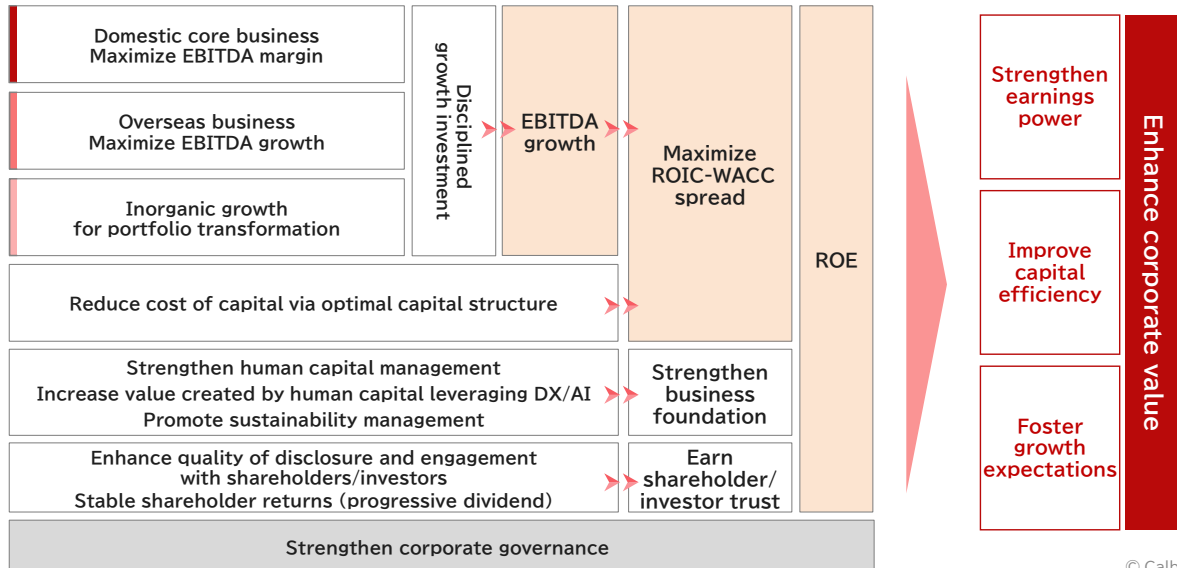 Domestic core business
Maximize EBITDA margin
Overseas business
Maximize EBITDA growth
Inorganic growth
for portfolio transformation
Disciplined
growth investment
EBITDA
growth
Reduce cost of capital via optimal capital structure
Maximize
ROIC-WACC
spread
Strengthen human capital management
Increase value created by human capital leveraging DX/AI
Promote sustainability management
Strengthen
business
foundation
Enhance quality of disclosure and engagement
with shareholders/investors
Stable shareholder returns (progressive dividend)
Earn
shareholder/
investor trust
ROE
Strengthen corporate governance
Strengthen
earnings
power
Improve
capital
efficiency
Foster
growth
expectations
Enhance corporate value
© Calb